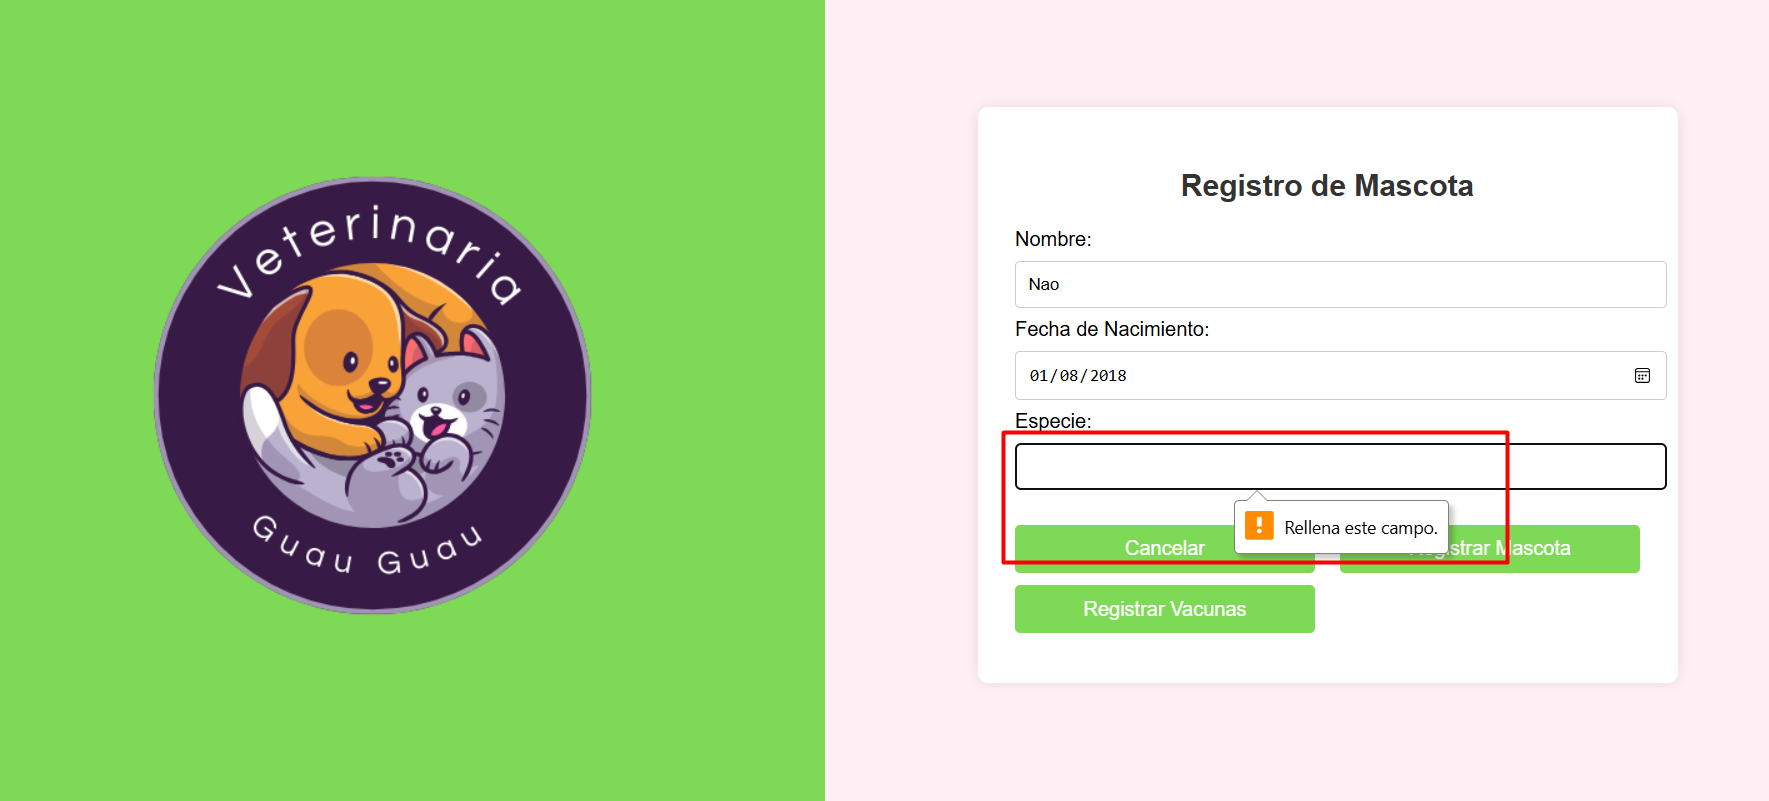 Veterinaria
Guau Guau
Registro de Mascota
Nombre:
Nao
Fecha de Nacimiento:
01/08/2018
Especie:
Rellena este campo.
Cancelar
Registrar Mascota
Registrar Vacunas